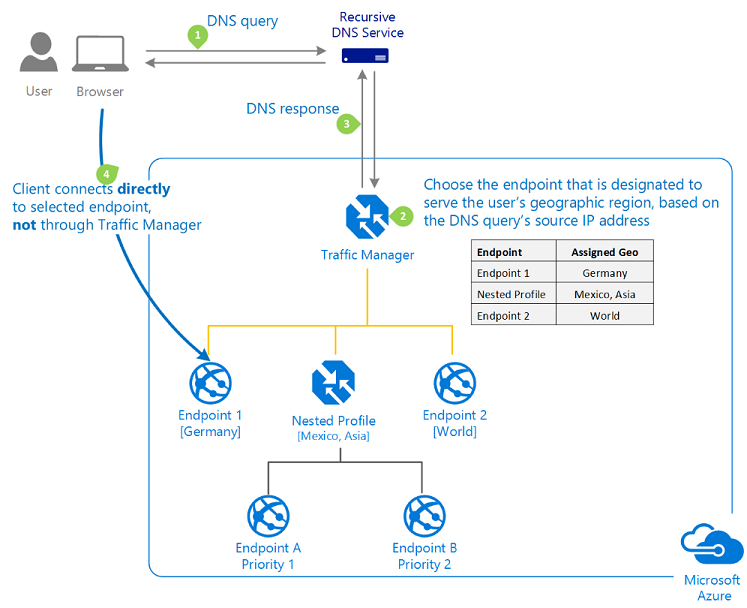 1
DNS query
Recursive
DNS Service
User
Browser
DNS response
3
4
Client connects directly
to selected endpoint,
not through Traffic Manager
2
Choose the endpoint that is designated to
serve the user's geographic region, based on
the DNS query's source IP address
Traffic Manager
Endpoint Assigned Geo
Endpoint 1 Germany
Nested Profile Mexico, Asia
Endpoint 2 World
Endpoint 1
[Germany]
Nested Profile
[Mexico, Asia]
Endpoint 2
[World]
Endpoint A
Priority 1
Endpoint B
Priority 2
Microsoft
Azure